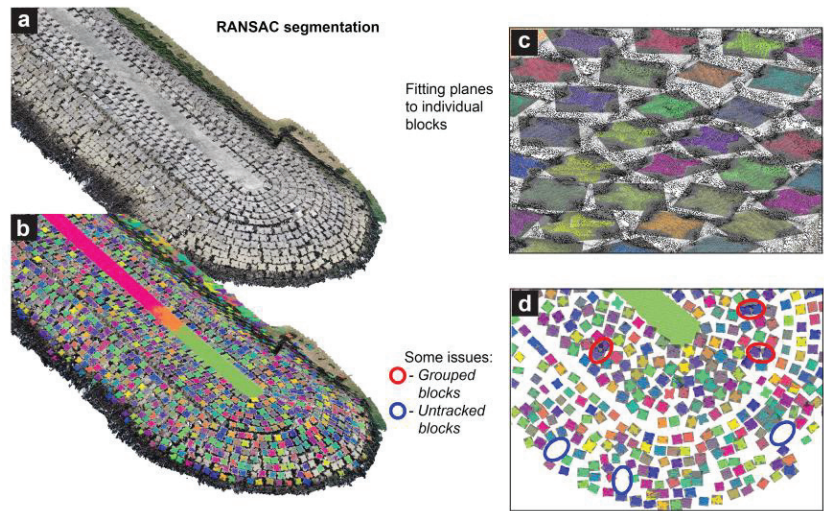 a
RANSAC segmentation
c
Fitting planes
to individual
blocks
b
d
Some issues:
- Grouped
blocks
- Untracked
blocks